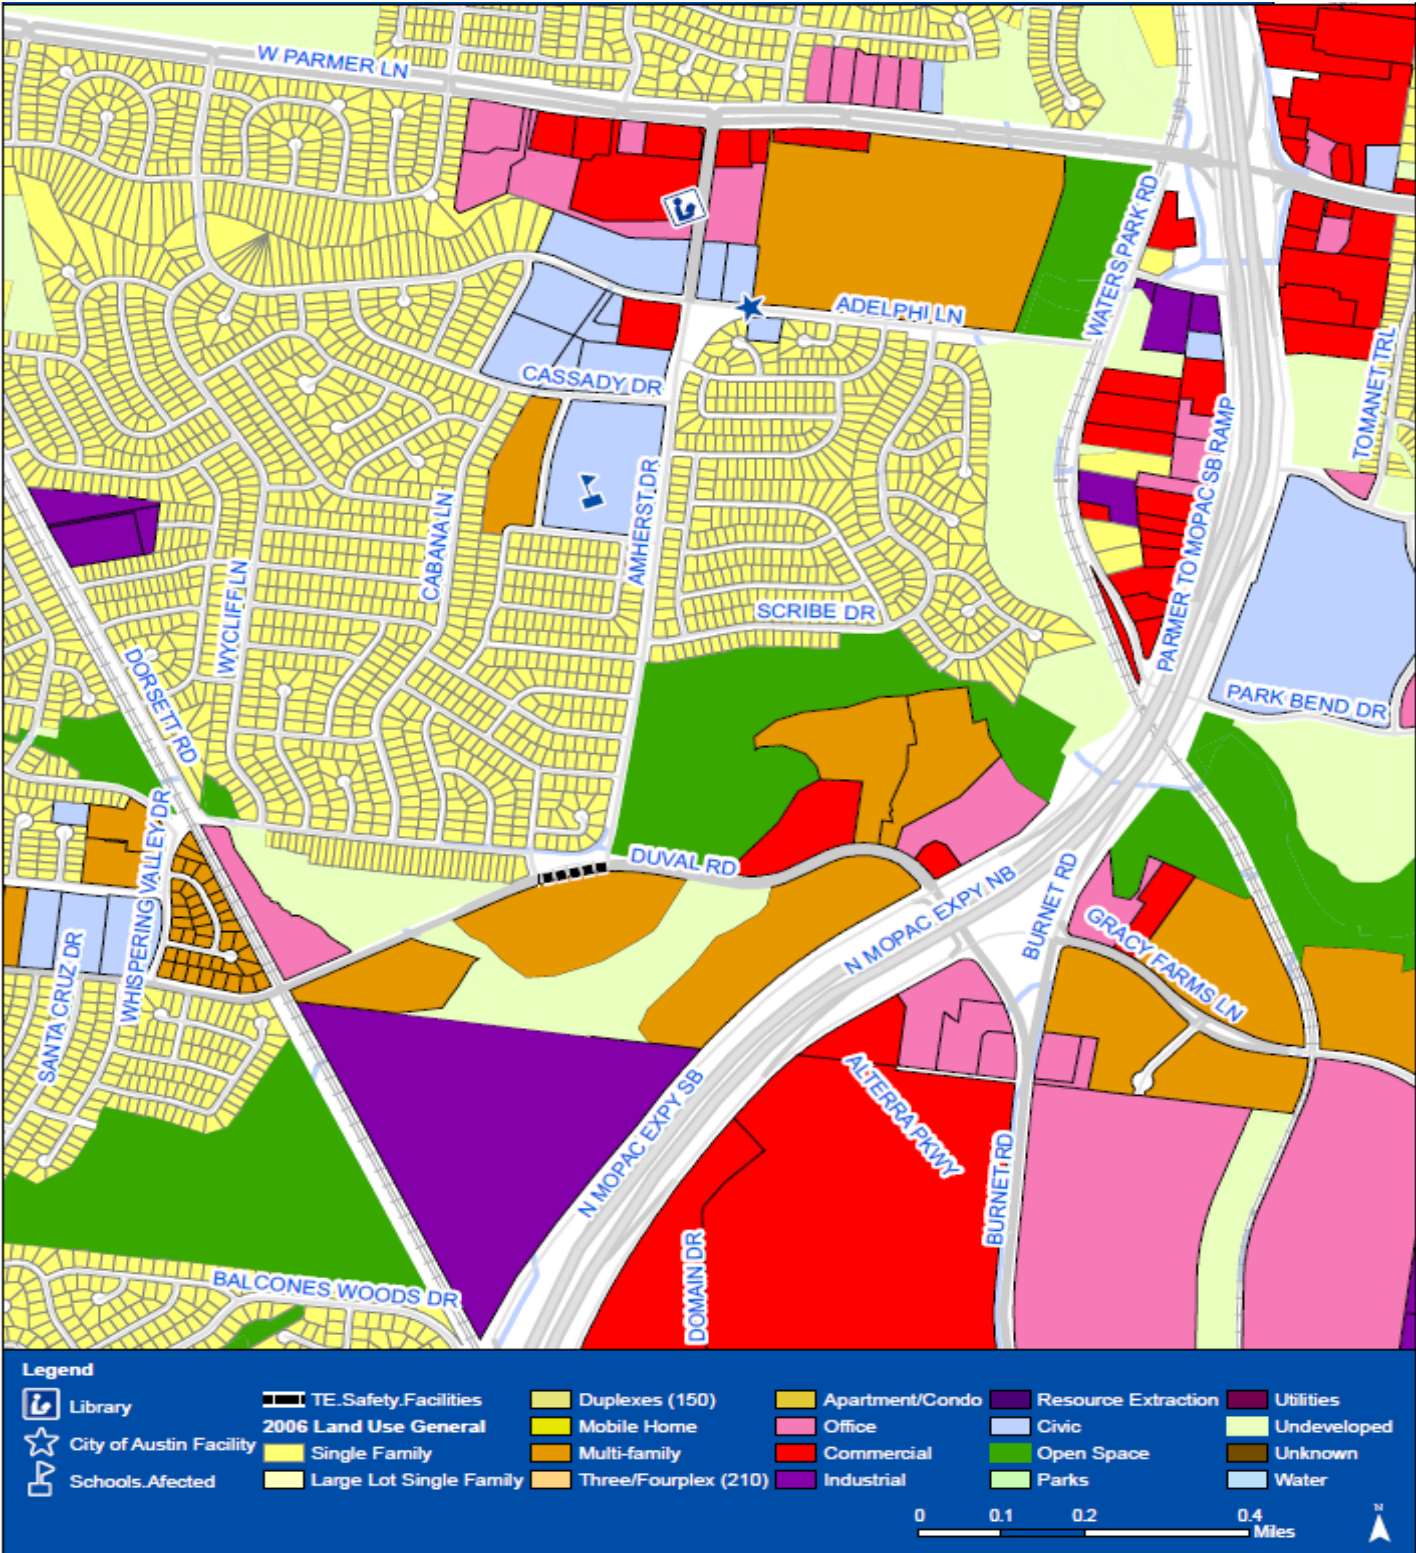 W PARMER LN
WATERS PARK RD
ADELPHI LN
CASSADY DR
TOMANET TRL
PARMER TO MOPAC SB RAMP
AMHERST DR
CABANA LN
WYCLIFF LN
SCRIBE DR
DORSETT RD
PARK BEND DR
WHISPERING VALLEY DR
DUVAL RD
BURNET RD
N MOPAC EXPY NB
GRACY FARMS LN
SANTA CRUZ DR
ALTERRA PKWY
N MOPAC EXPY SB
BURNET RD
DOMAIN DR
BALCONES WOODS DR
Legend
Library
City of Austin Facility
Schools.Afected
TE.Safety.Facilities
2006 Land Use General
Single Family
Large Lot Single Family
Duplexes (150)
Mobile Home
Multi-family
Three/Fourplex (210)
Apartment/Condo
Office
Commercial
Industrial
Resource Extraction
Civic
Open Space
Parks
Utilities
Undeveloped
Unknown
Water
0 0.1 0.2 0.4
Miles
N